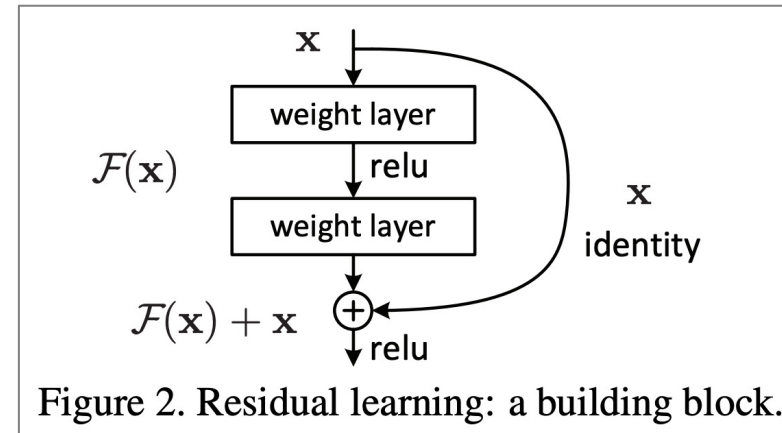 x
weight layer
relu
F(x)
x
weight layer
identity
F(x) + x
+
relu
Figure 2. Residual learning: a building block.